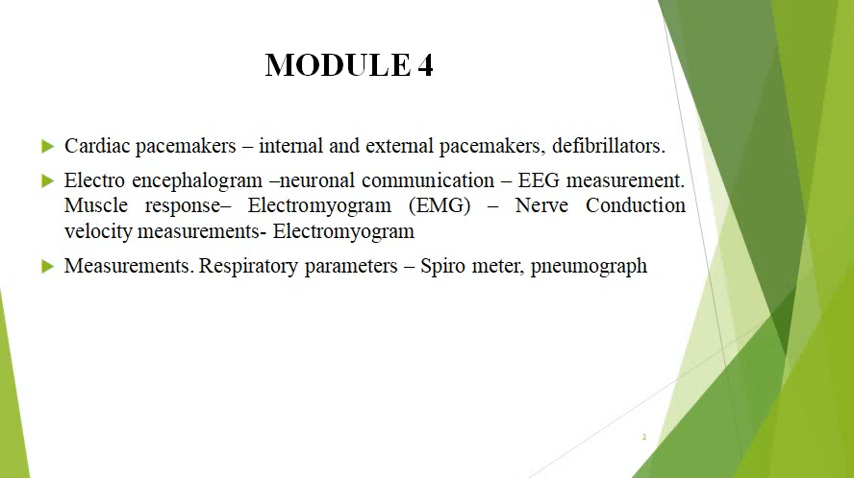 MODULE 4
Cardiac pacemakers – internal and external pacemakers, defibrillators.
Electro encephalogram –neuronal communication – EEG measurement.
Muscle response– Electromyogram (EMG) – Nerve Conduction
velocity measurements- Electromyogram
Measurements. Respiratory parameters – Spiro meter, pneumograph
2